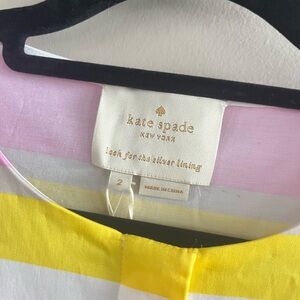 kate spade
NEW YORK
look for the silver lining
2
MADE IN CHINA